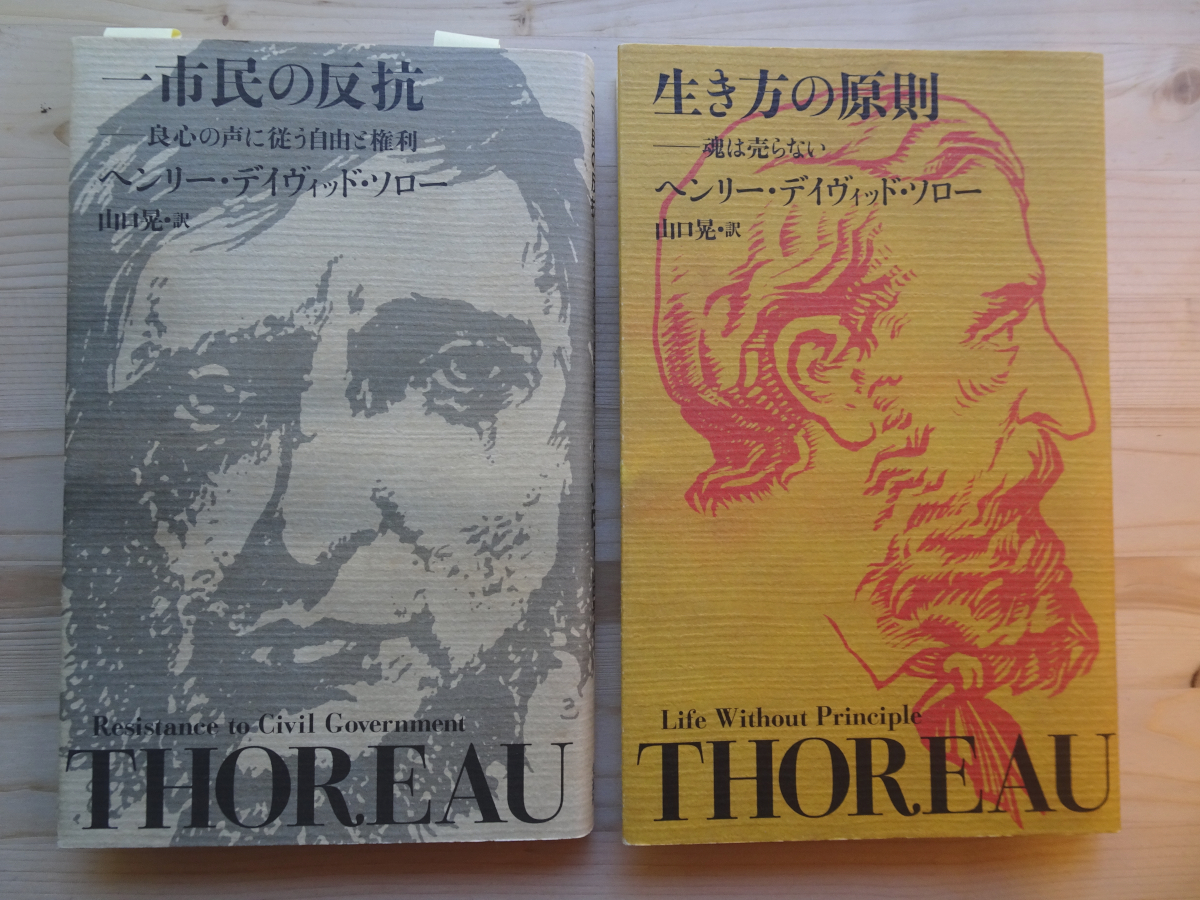 一市民の反抗
──良心の声に従う自由と権利
ヘンリー・デイヴィッド・ソロー
山口晃・訳
Resistance to Civil Government
THOREAU
生き方の原則
──魂は売らない
ヘンリー・デイヴィッド・ソロー
山口晃・訳
Life Without Principle
THOREAU